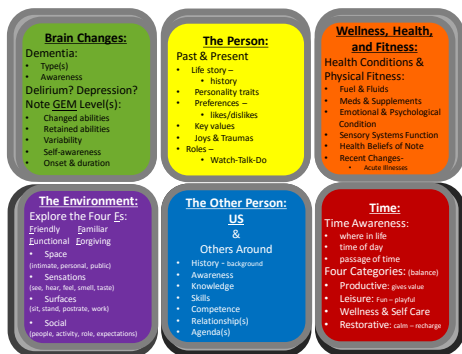 Brain Changes:
Dementia:
• Type(s)
• Awareness
Delirium? Depression?
Note GEM Level(s):
• Changed abilities
• Retained abilities
• Variability
• Self-awareness
• Onset & duration
The Person:
Past & Present
• Life story –
• history
• Personality traits
• Preferences –
• likes/dislikes
• Key values
• Joys & Traumas
• Roles –
• Watch-Talk-Do
Wellness, Health,
and Fitness:
Health Conditions &
Physical Fitness:
• Fuel & Fluids
• Meds & Supplements
• Emotional & Psychological
Condition
• Sensory Systems Function
• Health Beliefs of Note
• Recent Changes-
• Acute Illnesses
The Environment:
Explore the Four Fs:
Friendly Familiar
Functional Forgiving
• Space
(intimate, personal, public)
• Sensations
(see, hear, feel, smell, taste)
• Surfaces
(sit, stand, postrate, work)
• Social
(people, activity, role, expectations)
The Other Person:
US
&
Others Around
• History - background
• Awareness
• Knowledge
• Skills
• Competence
• Relationship(s)
• Agenda(s)
Time:
Time Awareness:
• where in life
• time of day
• passage of time
Four Categories: (balance)
• Productive: gives value
• Leisure: Fun – playful
• Wellness & Self Care
• Restorative: calm – recharge